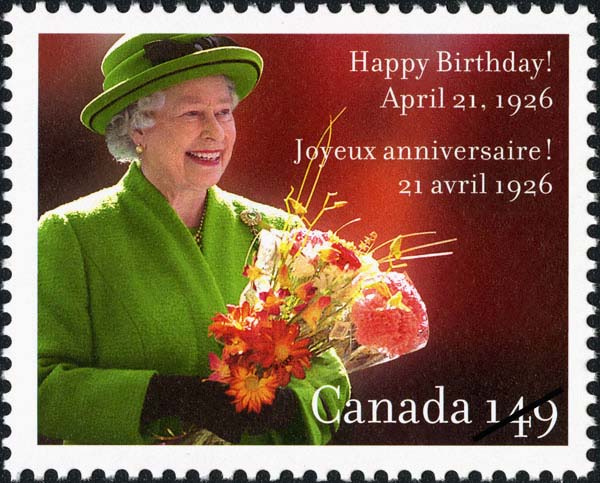 Happy Birthday!
April 21, 1926
Joyeux anniversaire!
21 avril 1926
Canada 149